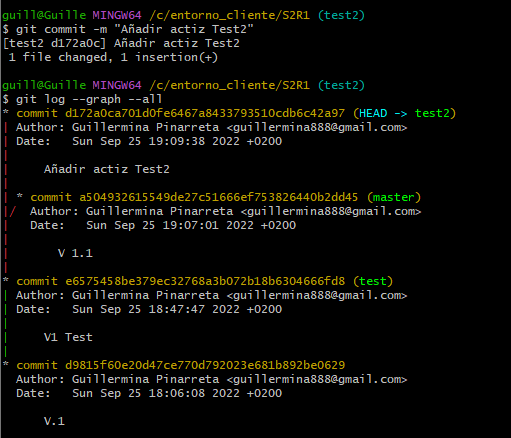 guill@Guille MINGW64 /c/entorno_cliente/S2R1 (test2)
$ git commit -m "Añadir actiz Test2"
[test2 d172a0c] Añadir actiz Test2
 1 file changed, 1 insertion(+)

guill@Guille MINGW64 /c/entorno_cliente/S2R1 (test2)
$ git log --graph --all
* commit d172a0ca701d0fe6467a8433793510cdb6c42a97 (HEAD -> test2)
| Author: Guillermina Pinarreta <guillermina888@gmail.com>
| Date:   Sun Sep 25 19:09:38 2022 +0200
|
|     Añadir actiz Test2
|
| * commit a504932615549de27c51666ef753826440b2dd45 (master)
|/  Author: Guillermina Pinarreta <guillermina888@gmail.com>
|   Date:   Sun Sep 25 19:07:01 2022 +0200
|
|       V 1.1
|
* commit e6575458be379ec32768a3b072b18b6304666fd8 (test)
| Author: Guillermina Pinarreta <guillermina888@gmail.com>
| Date:   Sun Sep 25 18:47:47 2022 +0200
|
|     V1 Test
|
* commit d9815f60e20d47ce770d792023e681b892be0629
  Author: Guillermina Pinarreta <guillermina888@gmail.com>
  Date:   Sun Sep 25 18:06:08 2022 +0200

      V.1